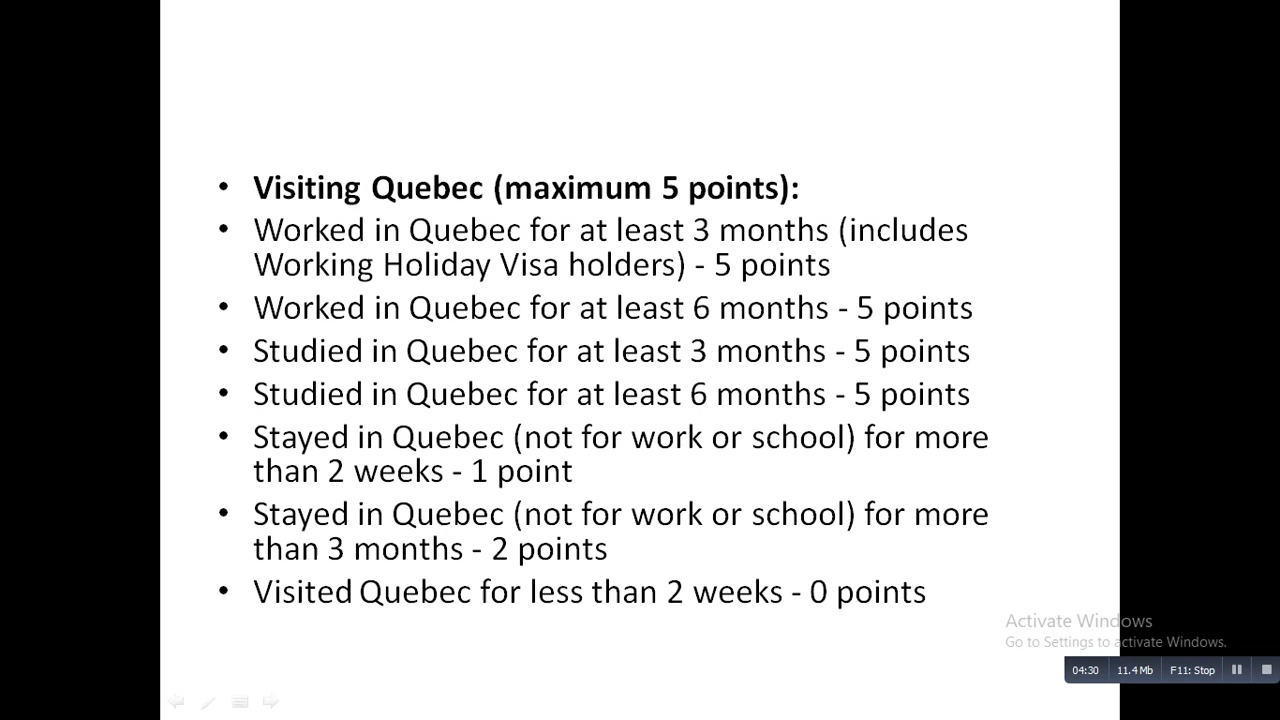 • Visiting Quebec (maximum 5 points):
• Worked in Quebec for at least 3 months (includes
Working Holiday Visa holders) - 5 points
• Worked in Quebec for at least 6 months - 5 points
• Studied in Quebec for at least 3 months - 5 points
• Studied in Quebec for at least 6 months - 5 points
• Stayed in Quebec (not for work or school) for more
than 2 weeks - 1 point
• Stayed in Quebec (not for work or school) for more
than 3 months - 2 points
• Visited Quebec for less than 2 weeks - 0 points
Activate Windows
Go to Settings to activate Windows.
04:30 11.4 Mb F11: Stop